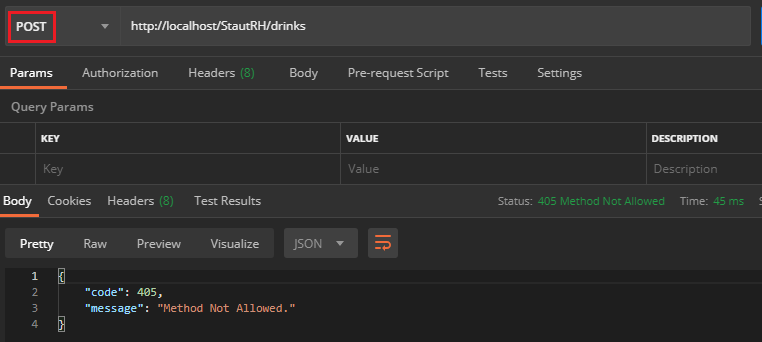 POST http://localhost/StautRH/drinks
Params Authorization Headers (8) Body Pre-request Script Tests Settings
Query Params
KEY VALUE DESCRIPTION
Key Value Description
Body Cookies Headers (8) Test Results Status: 405 Method Not Allowed Time: 45 ms
Pretty Raw Preview Visualize JSON
1 {
2 "code": 405,
3 "message": "Method Not Allowed."
4 }